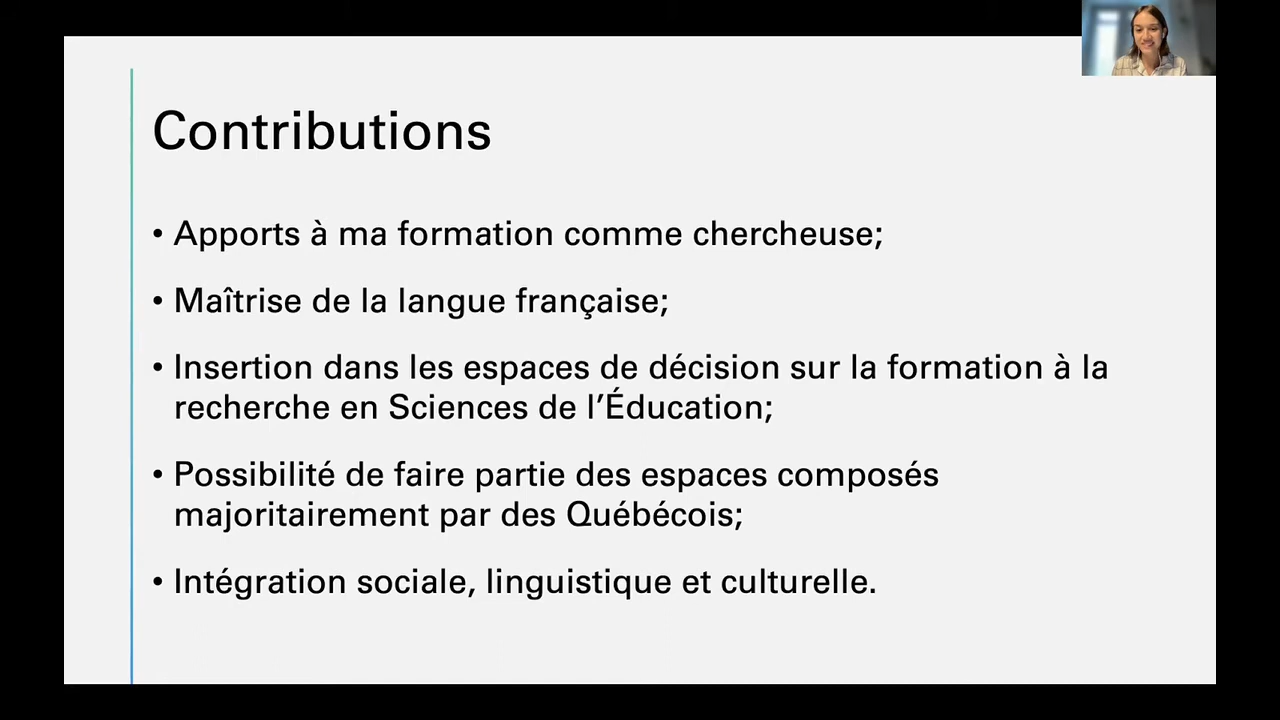 Contributions
• Apports à ma formation comme chercheuse;
• Maîtrise de la langue française;
• Insertion dans les espaces de décision sur la formation à la
recherche en Sciences de l’Éducation;
• Possibilité de faire partie des espaces composés
majoritairement par des Québécois;
• Intégration sociale, linguistique et culturelle.